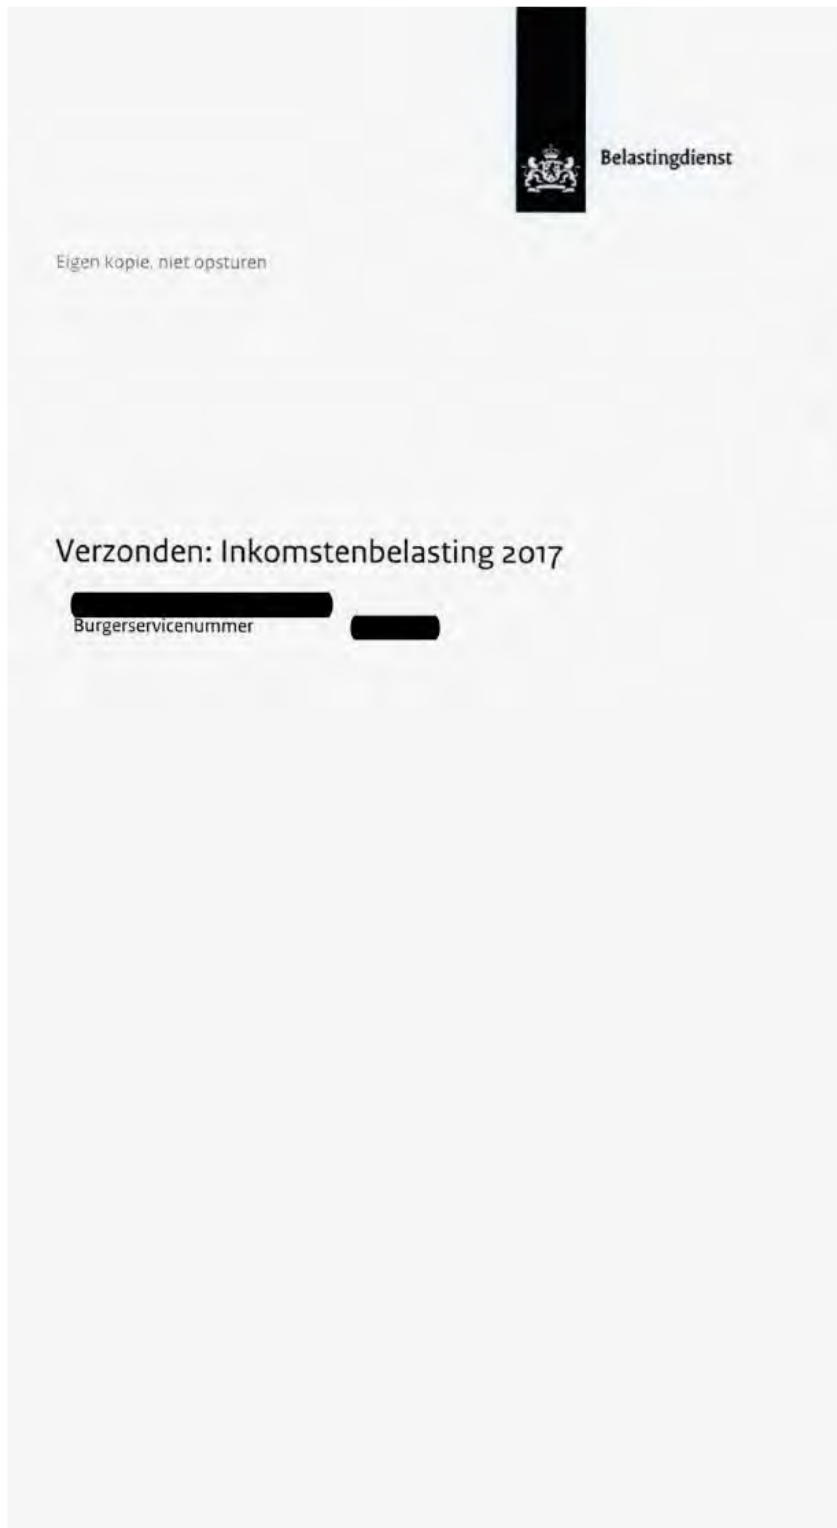 Belastingdienst
Eigen kopie, niet opsturen
Verzonden: Inkomstenbelasting 2017
Burgerservicenummer